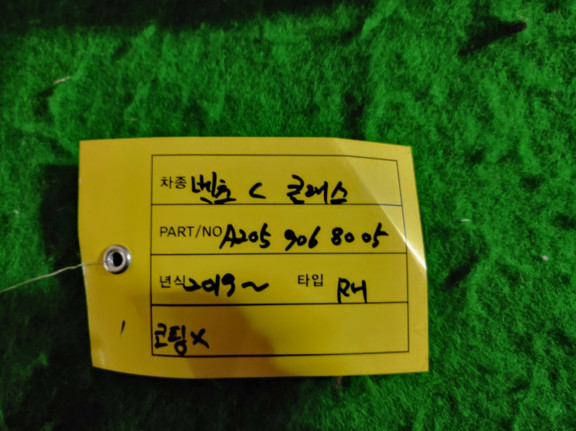 차종 벤츠 C 클래스
PART/NO A205 906 80 05
년식 2019~ 타입 RH
코팅X